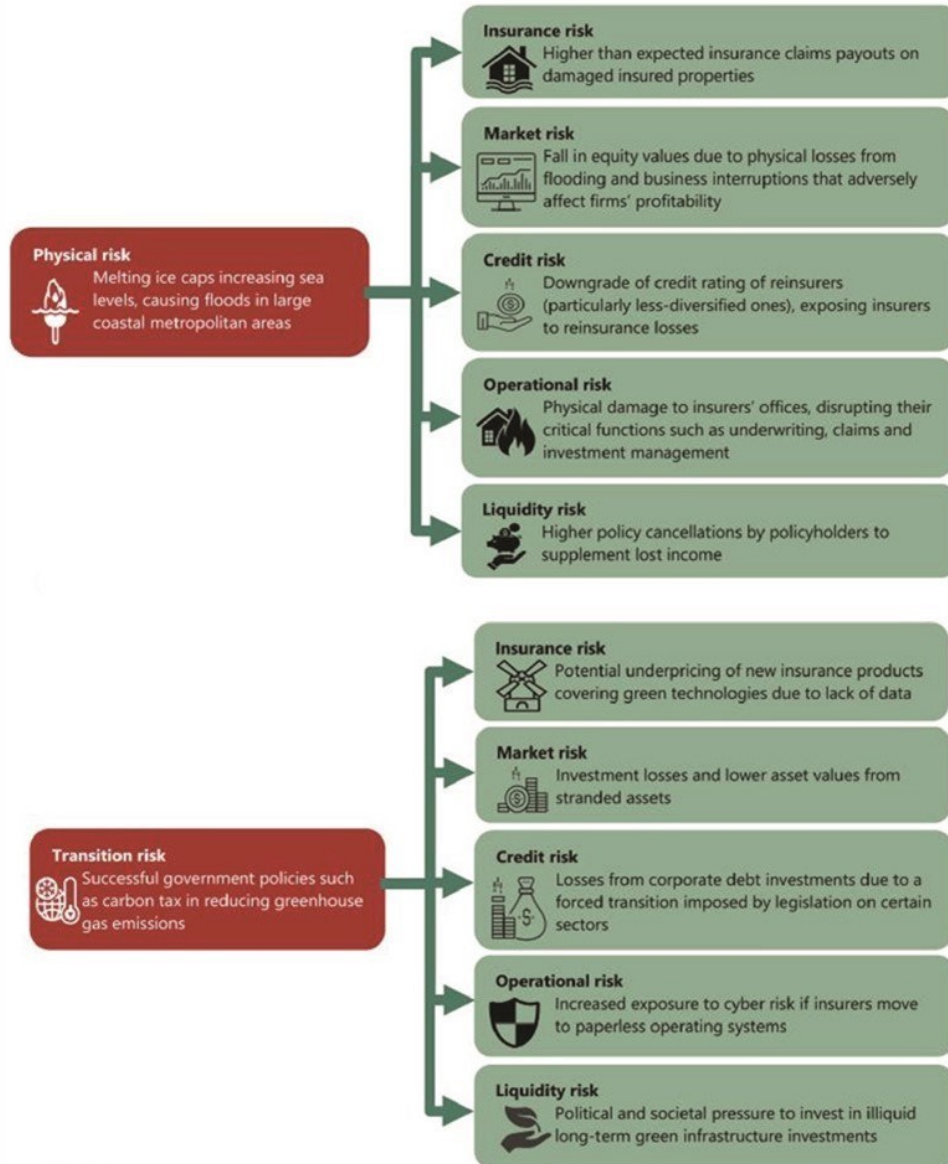 Insurance risk
Higher than expected insurance claims payouts on
damaged insured properties
Market risk
Fall in equity values due to physical losses from
flooding and business interruptions that adversely
affect firms' profitability
Physical risk
Melting ice caps increasing sea
levels, causing floods in large
coastal metropolitan areas
Credit risk
Downgrade of credit rating of reinsurers
(particularly less-diversified ones), exposing insurers
to reinsurance losses
Operational risk
Physical damage to insurers' offices, disrupting their
critical functions such as underwriting, claims and
investment management
Liquidity risk
Higher policy cancellations by policyholders to
supplement lost income
Insurance risk
Potential underpricing of new insurance products
covering green technologies due to lack of data
Market risk
Investment losses and lower asset values from
stranded assets
Transition risk
Successful government policies such
as carbon tax in reducing greenhouse
gas emissions
Credit risk
Losses from corporate debt investments due to a
forced transition imposed by legislation on certain
sectors
Operational risk
Increased exposure to cyber risk if insurers move
to paperless operating systems
Liquidity risk
Political and societal pressure to invest in illiquid
long-term green infrastructure investments